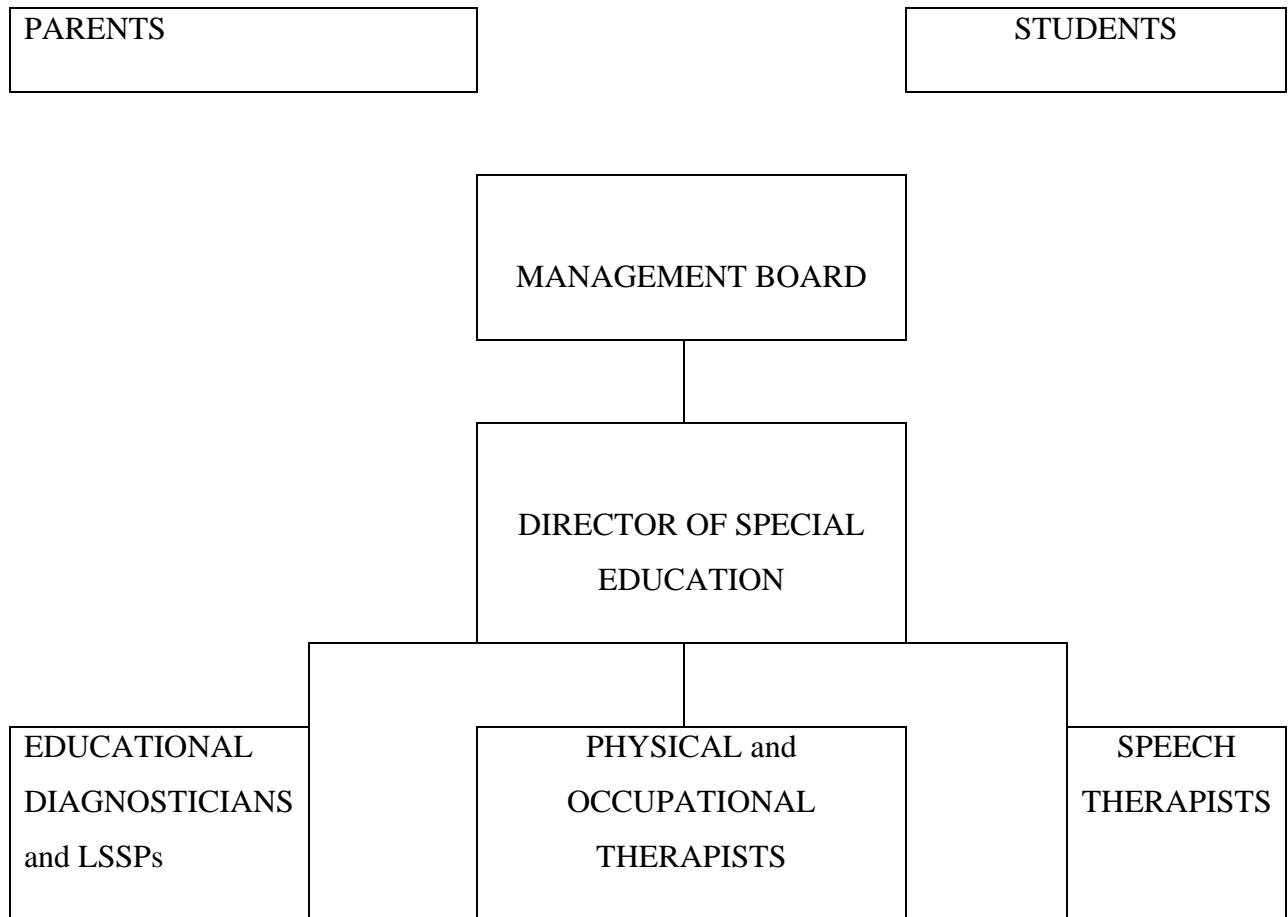 PARENTS
STUDENTS
MANAGEMENT BOARD
DIRECTOR OF SPECIAL
EDUCATION
EDUCATIONAL
DIAGNOSTICIANS
and LSSPs
PHYSICAL and
OCCUPATIONAL
THERAPISTS
SPEECH
THERAPISTS